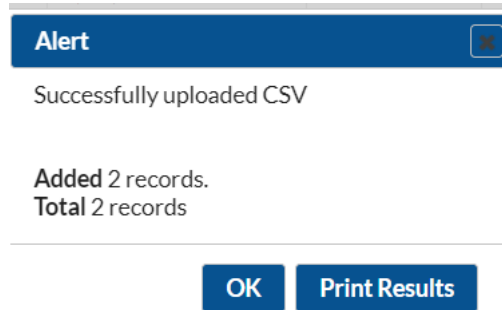 Alert
Successfully uploaded CSV
Added 2 records.
Total 2 records
OK
Print Results